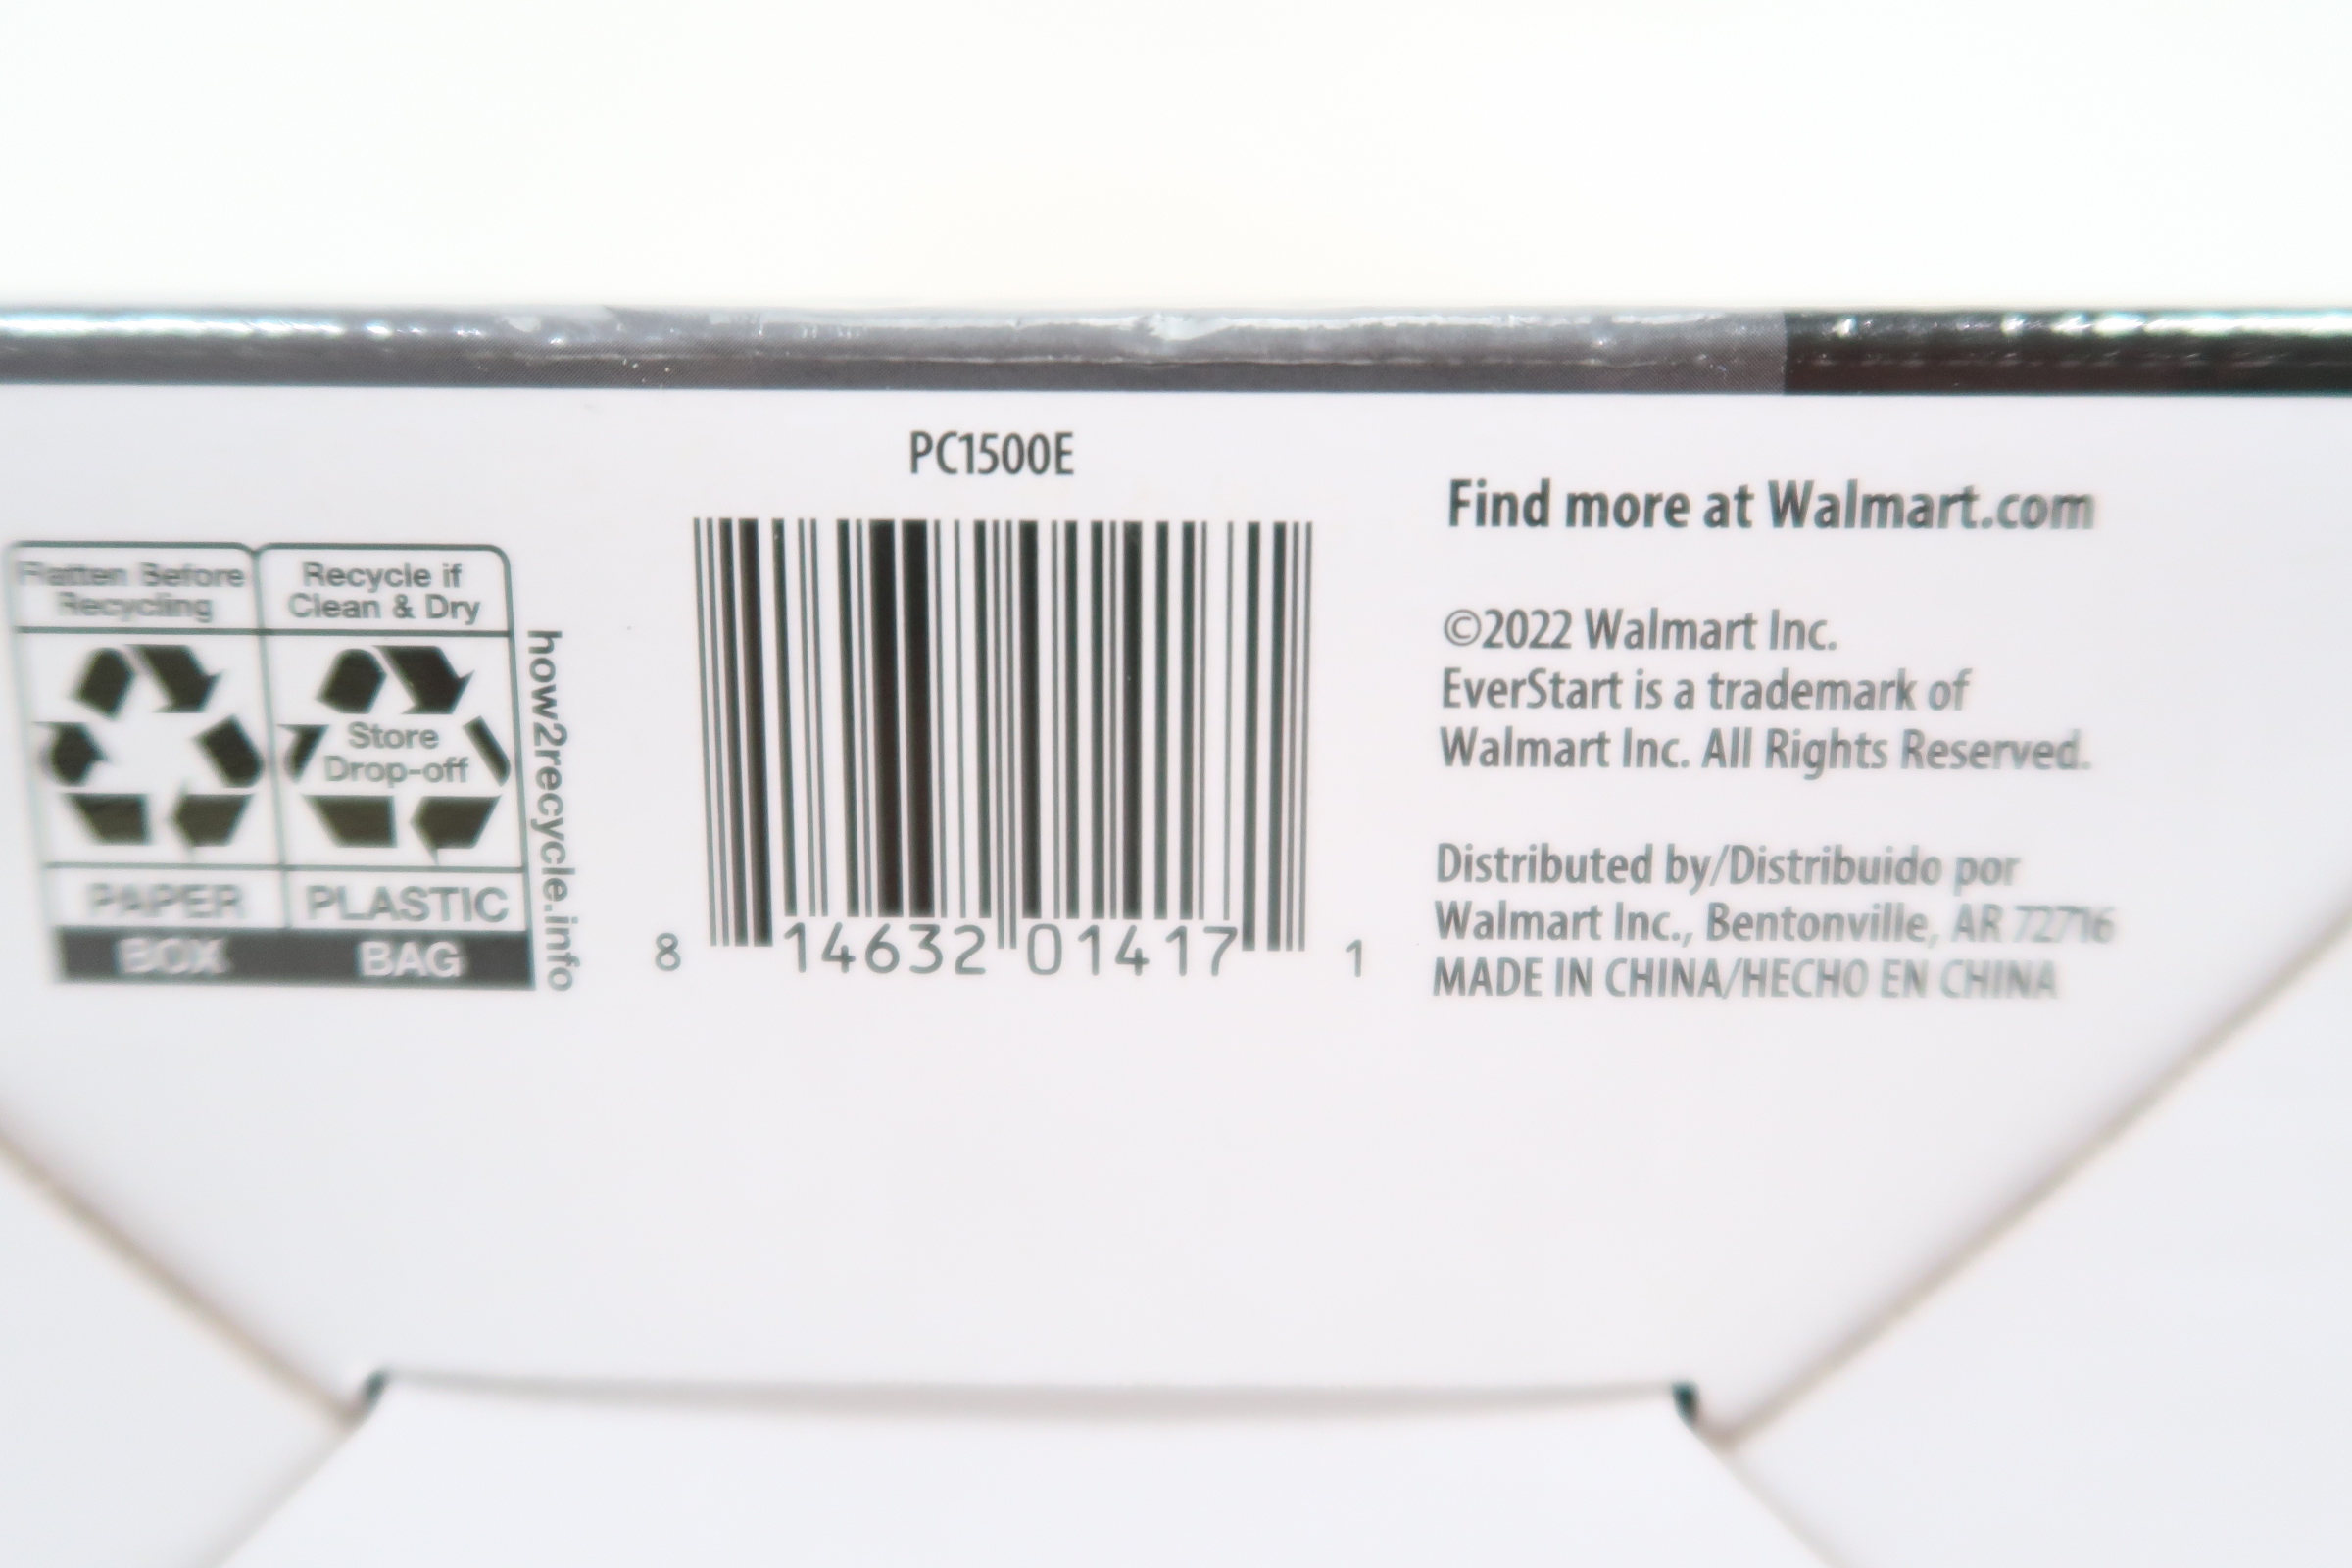 PC1500E
Flatten Before
Recycling
Recycle if
Clean & Dry
Store
Drop-off
PAPER
PLASTIC
BOX
BAG
how2recycle.info
8 14632 01417 1
Find more at Walmart.com
©2022 Walmart Inc.
EverStart is a trademark of
Walmart Inc. All Rights Reserved.
Distributed by/Distribuido por
Walmart Inc., Bentonville, AR 72716
MADE IN CHINA/HECHO EN CHINA